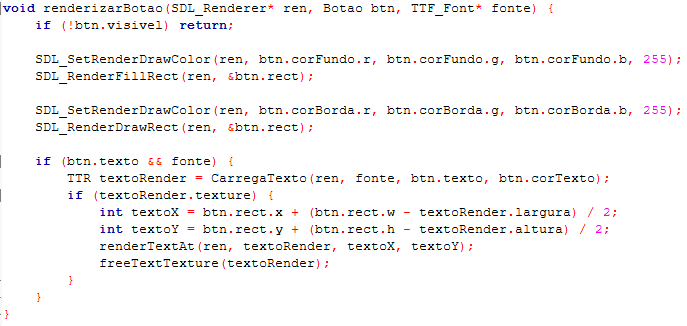 void renderizarBotao(SDL_Renderer* ren, Botao btn, TTF_Font* fonte) {
    if (!btn.visivel) return;

    SDL_SetRenderDrawColor(ren, btn.corFundo.r, btn.corFundo.g, btn.corFundo.b, 255);
    SDL_RenderFillRect(ren, &btn.rect);

    SDL_SetRenderDrawColor(ren, btn.corBorda.r, btn.corBorda.g, btn.corBorda.b, 255);
    SDL_RenderDrawRect(ren, &btn.rect);

    if (btn.texto && fonte) {
        TTR textoRender = CarregaTexto(ren, fonte, btn.texto, btn.corTexto);
        if (textoRender.texture) {
            int textoX = btn.rect.x + (btn.rect.w - textoRender.largura) / 2;
            int textoY = btn.rect.y + (btn.rect.h - textoRender.altura) / 2;
            renderTextAt(ren, textoRender, textoX, textoY);
            freeTextTexture(textoRender);
        }
    }
}